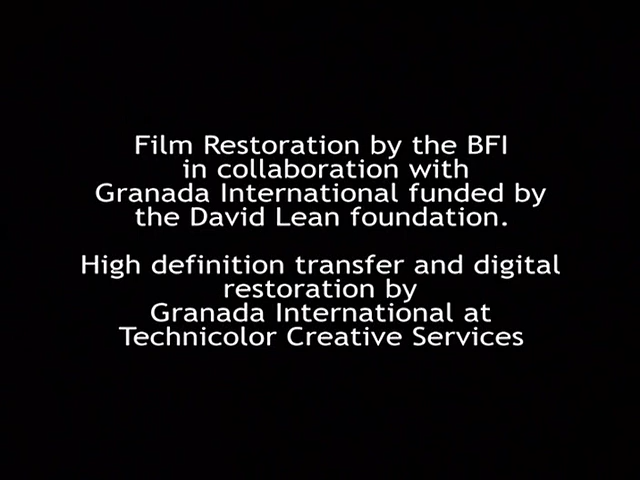 Film Restoration by the BFI
in collaboration with
Granada International funded by
the David Lean foundation.
High definition transfer and digital
restoration by
Granada International at
Technicolor Creative Services